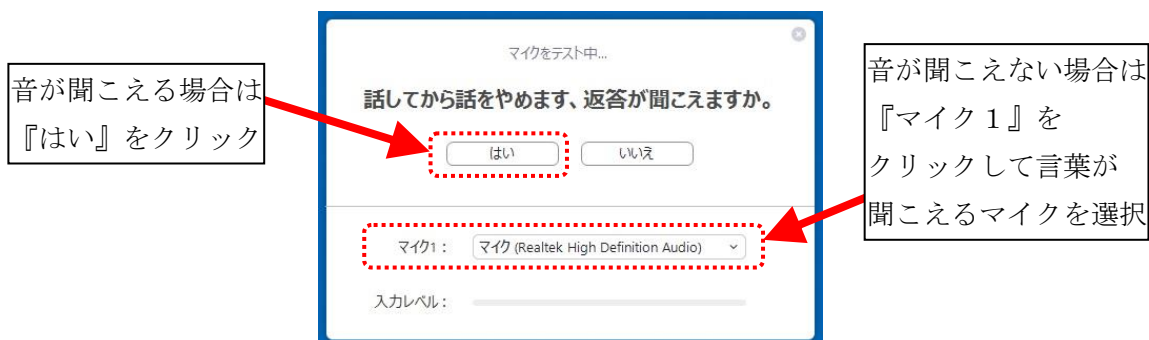 音が聞こえる場合は
『はい』をクリック
マイクをテスト中...
話してから話をやめます、返答が聞こえますか。
はい
いいえ
マイク1：
マイク (Realtek High Definition Audio)
入力レベル：
音が聞こえない場合は
『マイク１』を
クリックして言葉が
聞こえるマイクを選択